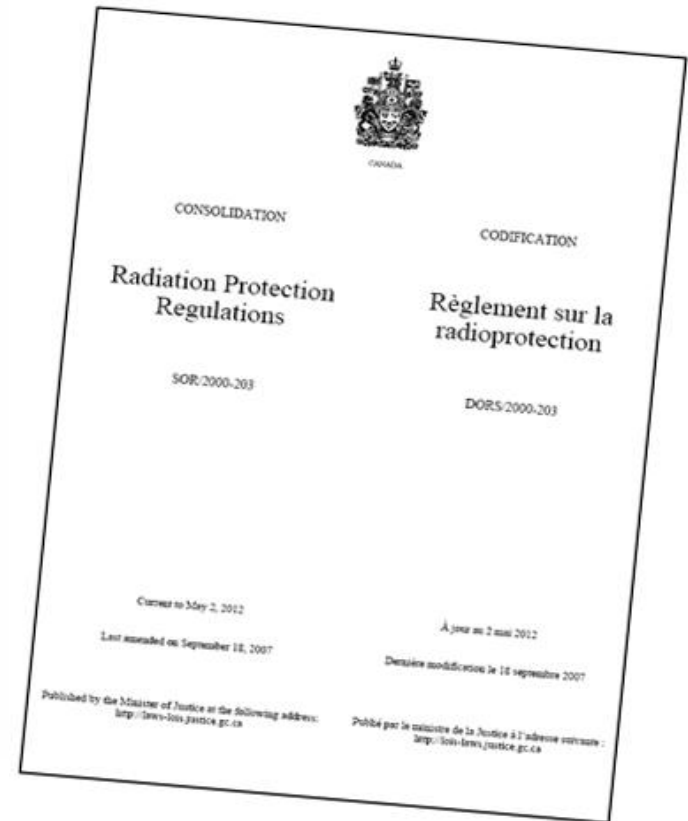 CANADA
CONSOLIDATION
Radiation Protection
Regulations
SOR/2000-203
Current to May 2, 2012
Last amended on September 18, 2007
Published by the Minister of Justice at the following address:
http://laws-lois.justice.gc.ca
CODIFICATION
Règlement sur la
radioprotection
DORS/2000-203
À jour au 2 mai 2012
Dernière modification le 18 septembre 2007
Publié par le ministre de la Justice à l'adresse suivante :
http://lois-laws.justice.gc.ca